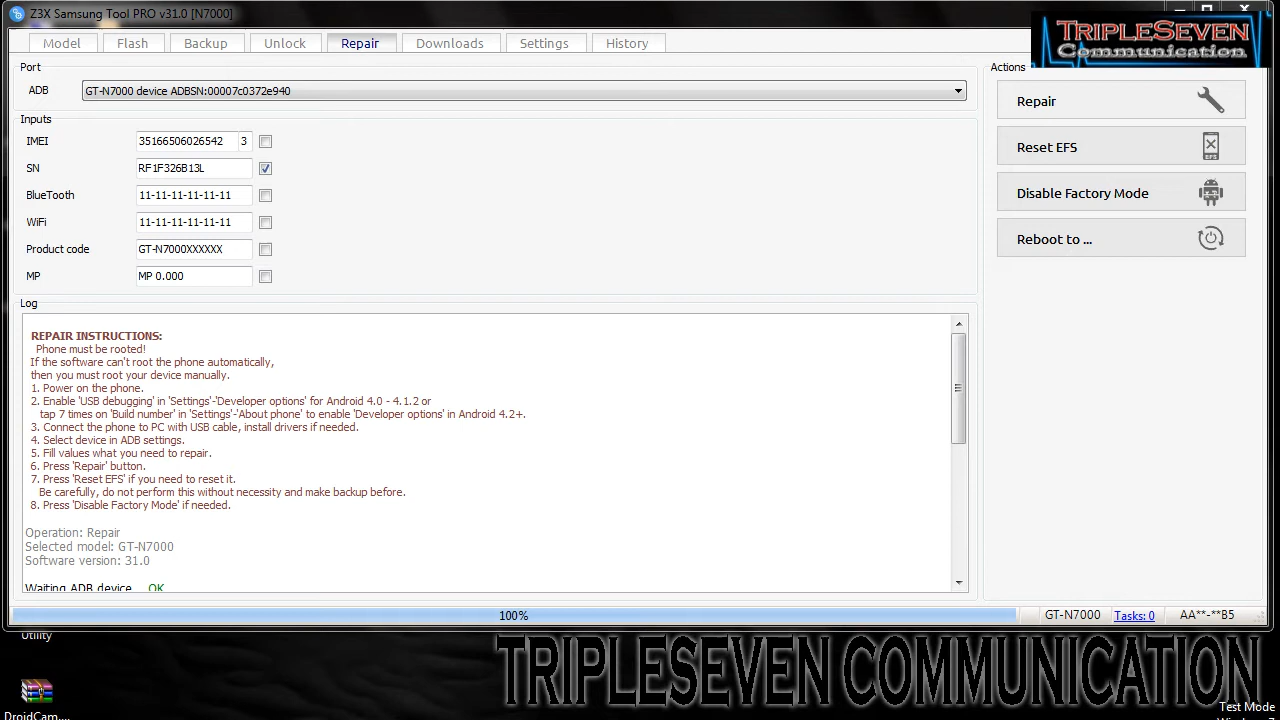 Z3X Samsung Tool PRO v31.0 [N7000]
TRIPLESEVEN
Communication
Model Flash Backup Unlock Repair Downloads Settings History
Port
ADB GT-N7000 device ADBSN:00007c0372e940
Inputs
IMEI 35166506026542 3
SN RF1F326B13L
BlueTooth 11-11-11-11-11-11
WiFi 11-11-11-11-11-11
Product code GT-N7000XXXXXX
MP MP 0.000
Actions
Repair
Reset EFS
EFS
Disable Factory Mode
Reboot to ...
Log
REPAIR INSTRUCTIONS:
Phone must be rooted!
If the software can't root the phone automatically,
then you must root your device manually.
1. Power on the phone.
2. Enable 'USB debugging' in 'Settings'-'Developer options' for Android 4.0 - 4.1.2 or
tap 7 times on 'Build number' in 'Settings'-'About phone' to enable 'Developer options' in Android 4.2+.
3. Connect the phone to PC with USB cable, install drivers if needed.
4. Select device in ADB settings.
5. Fill values what you need to repair.
6. Press 'Repair' button.
7. Press 'Reset EFS' if you need to reset it.
Be carefully, do not perform this without necessity and make backup before.
8. Press 'Disable Factory Mode' if needed.
Operation: Repair
Selected model: GT-N7000
Software version: 31.0
Waiting ADB device... OK
100%
GT-N7000 Tasks: 0 AA**-**B5
Utility
TRIPLESEVEN COMMUNICATION
DroidCam....
Test Mode